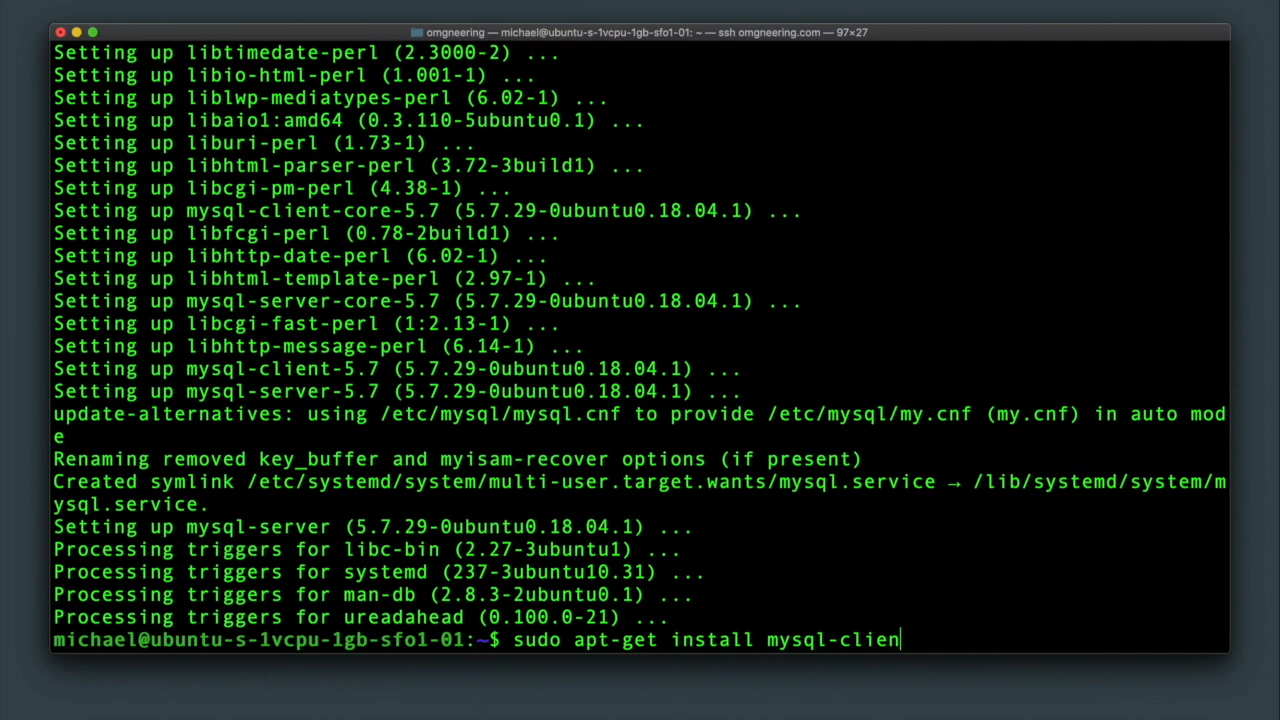 omgneering — michael@ubuntu-s-1vcpu-1gb-sfo1-01: ~ — ssh omgneering.com — 97×27
Setting up libtimedate-perl (2.3000-2) ...
Setting up libio-html-perl (1.001-1) ...
Setting up liblwp-mediatypes-perl (6.02-1) ...
Setting up libaio1:amd64 (0.3.110-5ubuntu0.1) ...
Setting up liburi-perl (1.73-1) ...
Setting up libhtml-parser-perl (3.72-3build1) ...
Setting up libcgi-pm-perl (4.38-1) ...
Setting up mysql-client-core-5.7 (5.7.29-0ubuntu0.18.04.1) ...
Setting up libfcgi-perl (0.78-2build1) ...
Setting up libhttp-date-perl (6.02-1) ...
Setting up libhtml-template-perl (2.97-1) ...
Setting up mysql-server-core-5.7 (5.7.29-0ubuntu0.18.04.1) ...
Setting up libcgi-fast-perl (1:2.13-1) ...
Setting up libhttp-message-perl (6.14-1) ...
Setting up mysql-client-5.7 (5.7.29-0ubuntu0.18.04.1) ...
Setting up mysql-server-5.7 (5.7.29-0ubuntu0.18.04.1) ...
update-alternatives: using /etc/mysql/mysql.cnf to provide /etc/mysql/my.cnf (my.cnf) in auto mod
e
Renaming removed key_buffer and myisam-recover options (if present)
Created symlink /etc/systemd/system/multi-user.target.wants/mysql.service → /lib/systemd/system/m
ysql.service.
Setting up mysql-server (5.7.29-0ubuntu0.18.04.1) ...
Processing triggers for libc-bin (2.27-3ubuntu1) ...
Processing triggers for systemd (237-3ubuntu10.31) ...
Processing triggers for man-db (2.8.3-2ubuntu0.1) ...
Processing triggers for ureadahead (0.100.0-21) ...
michael@ubuntu-s-1vcpu-1gb-sfo1-01:~$ sudo apt-get install mysql-clien